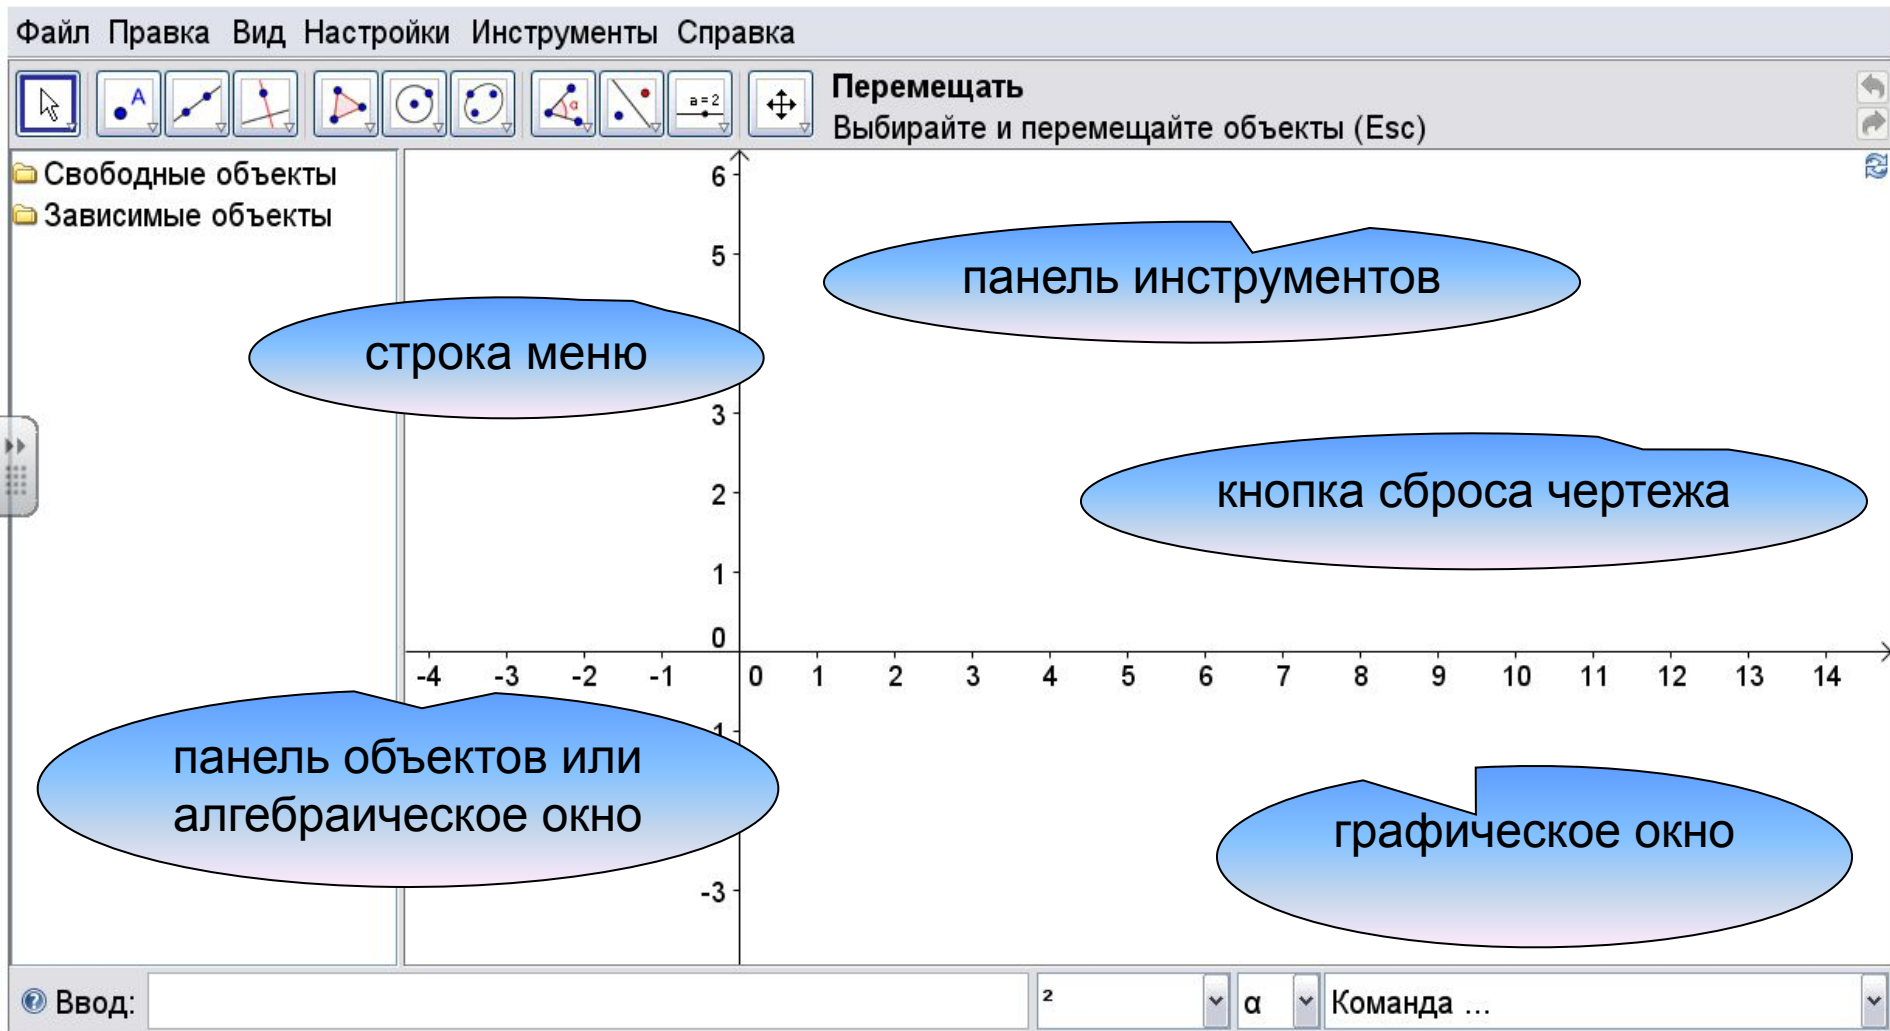 Файл Правка Вид Настройки Инструменты Справка
A
α
a=2
Перемещать
Выбирайте и перемещайте объекты (Esc)
Свободные объекты
Зависимые объекты
6
5
панель инструментов
строка меню
3
кнопка сброса чертежа
2
1
0
-4 -3 -2 -1 0 1 2 3 4 5 6 7 8 9 10 11 12 13 14
1
панель объектов или
алгебраическое окно
графическое окно
-3
Ввод:
²
α
Команда ...